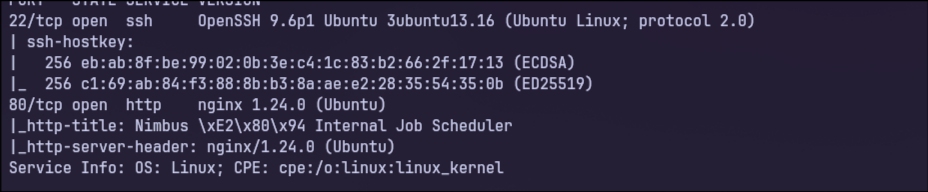 PORT   STATE SERVICE VERSION
22/tcp open  ssh     OpenSSH 9.6p1 Ubuntu 3ubuntu13.16 (Ubuntu Linux; protocol 2.0)
| ssh-hostkey:
|   256 eb:ab:8f:be:99:02:0b:3e:c4:1c:83:b2:66:2f:17:13 (ECDSA)
|_  256 c1:69:ab:84:f3:88:8b:b3:8a:ae:e2:28:35:54:35:0b (ED25519)
80/tcp open  http    nginx 1.24.0 (Ubuntu)
|_http-title: Nimbus \xE2\x80\x94 Internal Job Scheduler
|_http-server-header: nginx/1.24.0 (Ubuntu)
Service Info: OS: Linux; CPE: cpe:/o:linux:linux_kernel